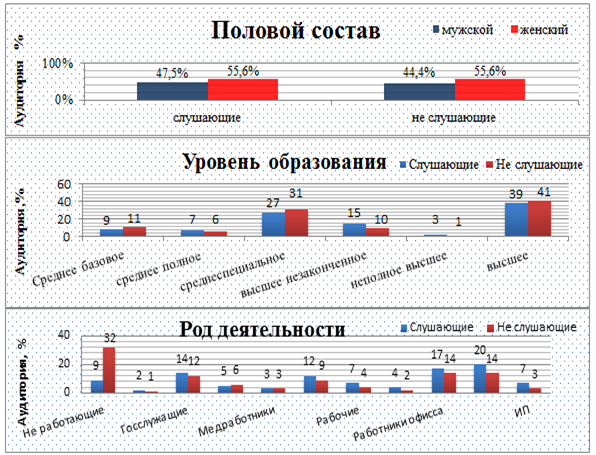 Половой состав
мужской женский
Аудитория %
100%
0%
47,5% 55,6% 44,4% 55,6%
слушающие не слушающие
Уровень образования
Слушающие Не слушающие
Аудитория,%
60
40
20
0
9 11 7 6 27 31 15 10 3 1 39 41
Среднее базовое
среднее полное
среднеспециальное
высшее незаконченное
неполное высшее
высшее
Род деятельности
Слушающие Не слушающие
Аудитория, %
40
20
0
9 32 2 1 14 12 5 6 3 3 12 9 7 4 4 2 17 14 20 14 7 3
Не работающие
Госслужащие
Медработники
Рабочие
Работники офисса
ИП